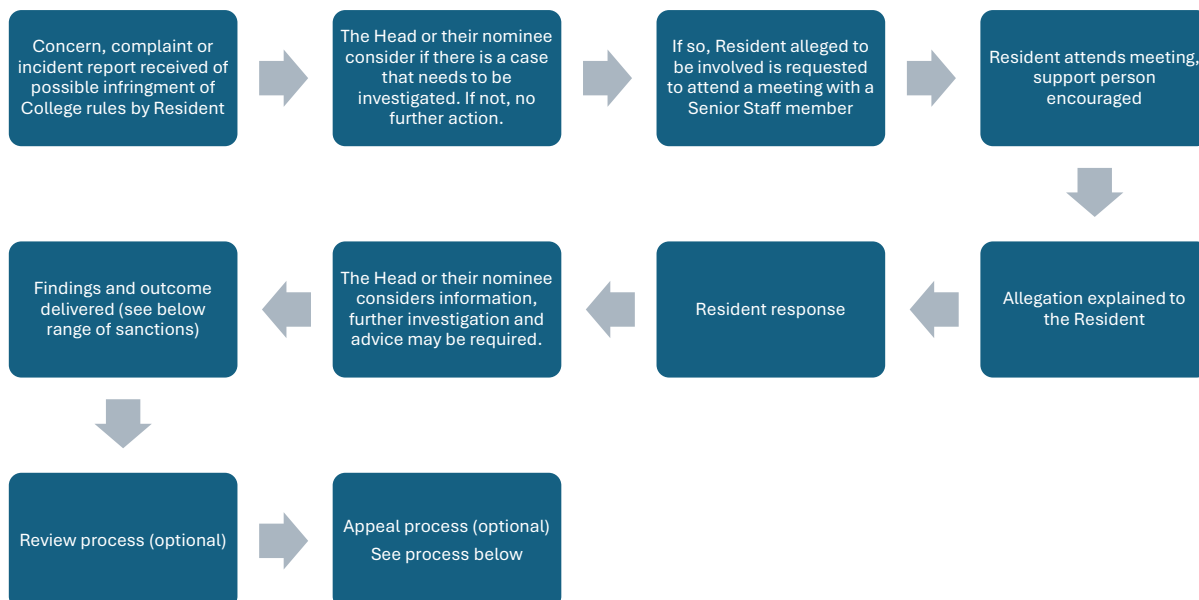 Concern, complaint or
incident report received of
possible infringment of
College rules by Resident
The Head or their nominee
consider if there is a case
that needs to be
investigated. If not, no
further action.
If so, Resident alleged to
be involved is requested
to attend a meeting with a
Senior Staff member
Resident attends meeting,
support person
encouraged
Allegation explained to
the Resident
Resident response
The Head or their nominee
considers information,
further investigation and
advice may be required.
Findings and outcome
delivered (see below
range of sanctions)
Review process (optional)
Appeal process (optional)
See process below